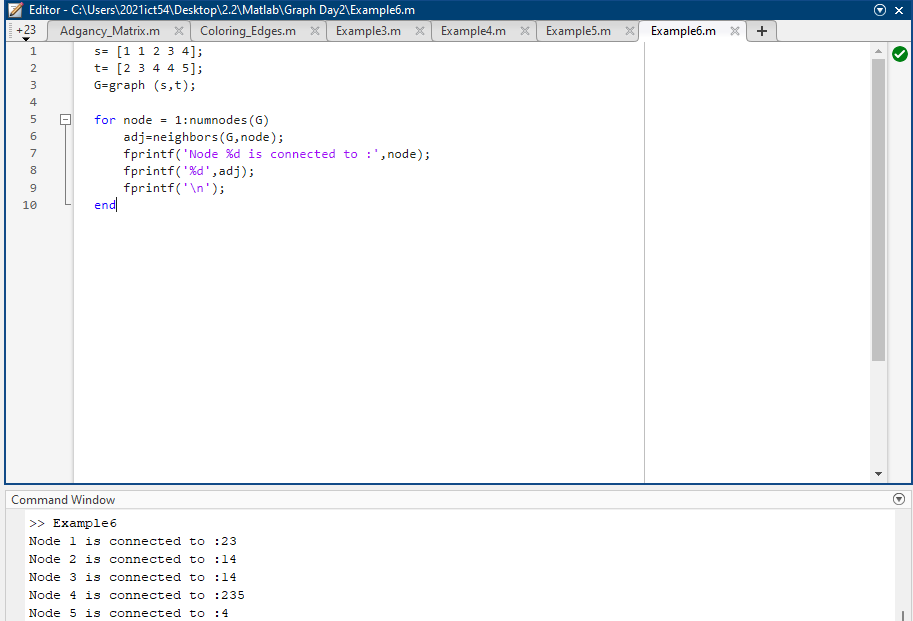 Editor - C:\Users\2021ict54\Desktop\2.2\Matlab\Graph Day2\Example6.m
+23 Adgancy_Matrix.m Coloring_Edges.m Example3.m Example4.m Example5.m Example6.m +
1 s= [1 1 2 3 4];
2 t= [2 3 4 4 5];
3 G=graph (s,t);
4
5 for node = 1:numnodes(G)
6 adj=neighbors(G,node);
7 fprintf('Node %d is connected to :',node);
8 fprintf('%d',adj);
9 fprintf('\n');
10 end
Command Window
>> Example6
Node 1 is connected to :23
Node 2 is connected to :14
Node 3 is connected to :14
Node 4 is connected to :235
Node 5 is connected to :4